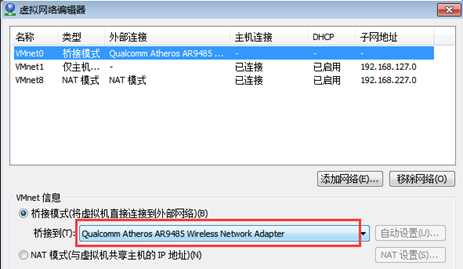 虚拟网络编辑器
名称 类型 外部连接 主机连接 DHCP 子网地址
VMnet0 桥接模式 Qualcomm Atheros AR9485 ... - - -
VMnet1 仅主机... - 已连接 已启用 192.168.127.0
VMnet8 NAT 模式 NAT 模式 已连接 已启用 192.168.227.0
添加网络(E)... 移除网络(O)
VMnet 信息
桥接模式(将虚拟机直接连接到外部网络)(B)
桥接到(T): Qualcomm Atheros AR9485 Wireless Network Adapter 自动设置(U)...
NAT 模式(与虚拟机共享主机的 IP 地址)(N) NAT 设置(S)...